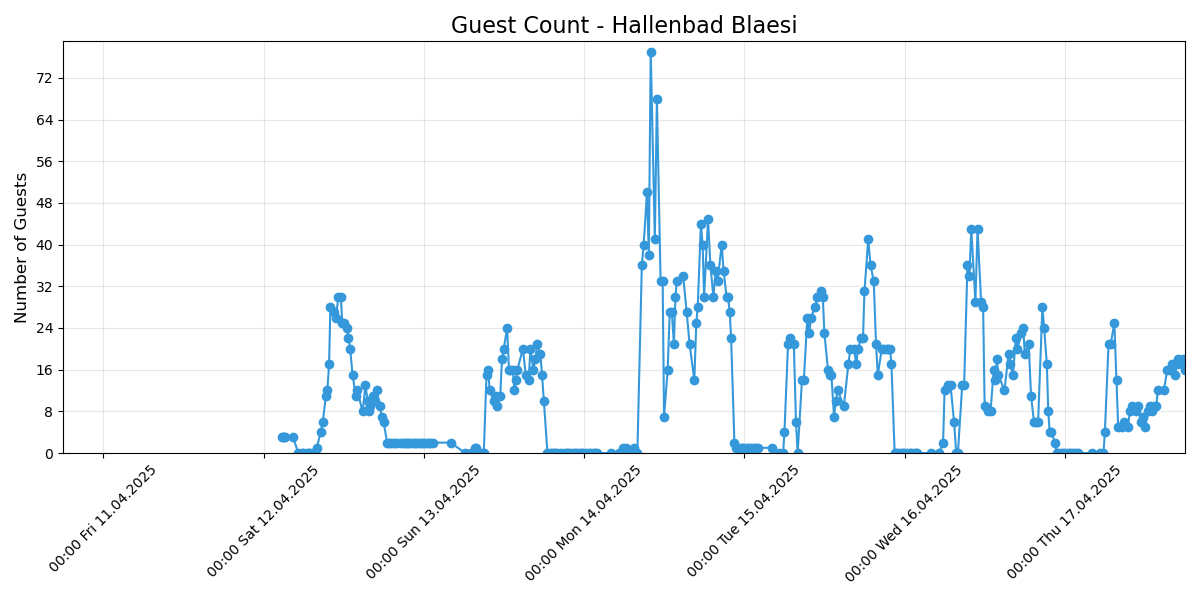 Guest Count - Hallenbad Blaesi
Number of Guests
72
64
56
48
40
32
24
16
8
0
00:00 Fri 11.04.2025
00:00 Sat 12.04.2025
00:00 Sun 13.04.2025
00:00 Mon 14.04.2025
00:00 Tue 15.04.2025
00:00 Wed 16.04.2025
00:00 Thu 17.04.2025